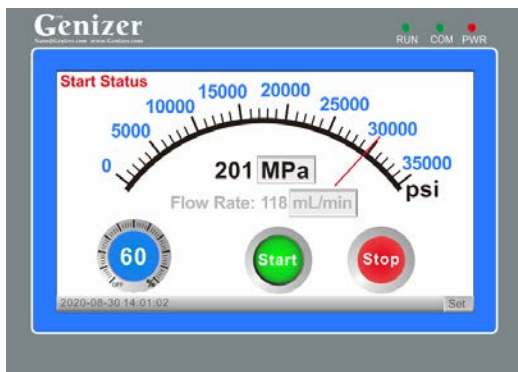 Genizer
RUN COM PWR
Start Status
0 5000 10000 15000 20000 25000 30000 35000
psi
201 MPa
Flow Rate: 118 mL/min
60
OFF %
Start
Stop
2020-08-30 14:01:02
Set